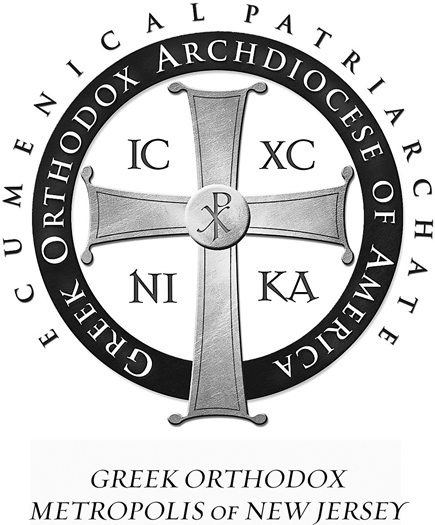 ECUMENICAL PATRIARCHATE
GREEK ORTHODOX ARCHDIOCESE OF AMERICA
IC XC
NI KA
GREEK ORTHODOX
METROPOLIS OF NEW JERSEY